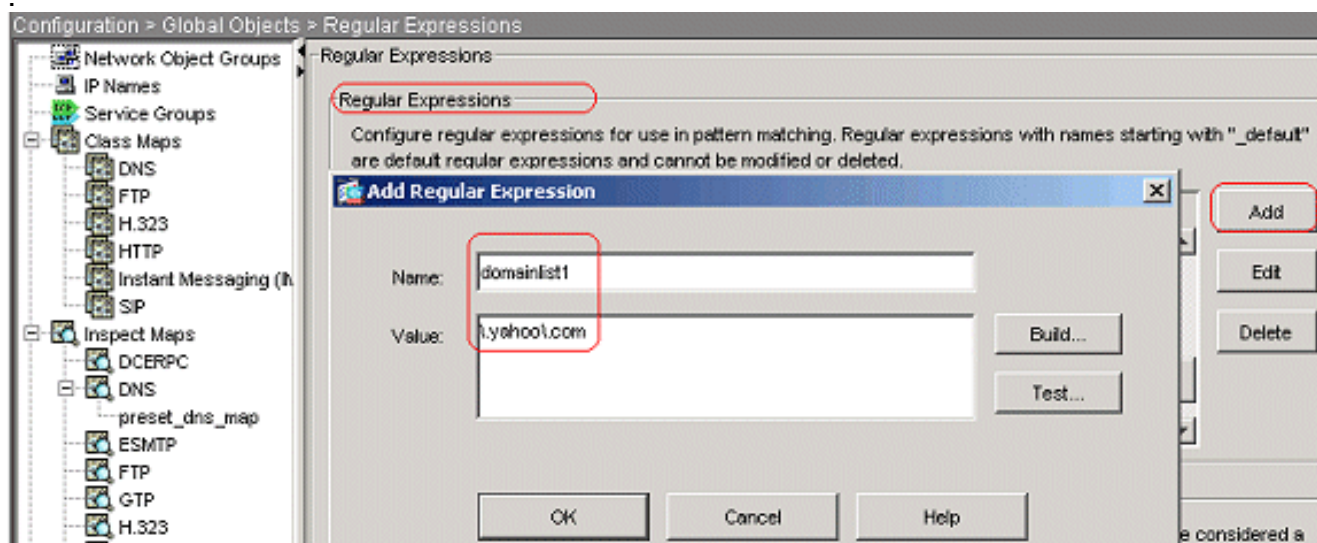 .
Configuration > Global Objects > Regular Expressions
Network Object Groups
IP Names
Service Groups
Class Maps
DNS
FTP
H.323
HTTP
Instant Messaging (IM
SIP
Inspect Maps
DCERPC
DNS
preset_dns_map
ESMTP
FTP
GTP
H.323
Regular Expressions
Regular Expressions
Configure regular expressions for use in pattern matching. Regular expressions with names starting with "_default"
are default regular expressions and cannot be modified or deleted.
Add Regular Expression
Name: domainlist1
Value: \.yahoo\.com
Build...
Test...
OK Cancel Help
Add
Edit
Delete
e considered a